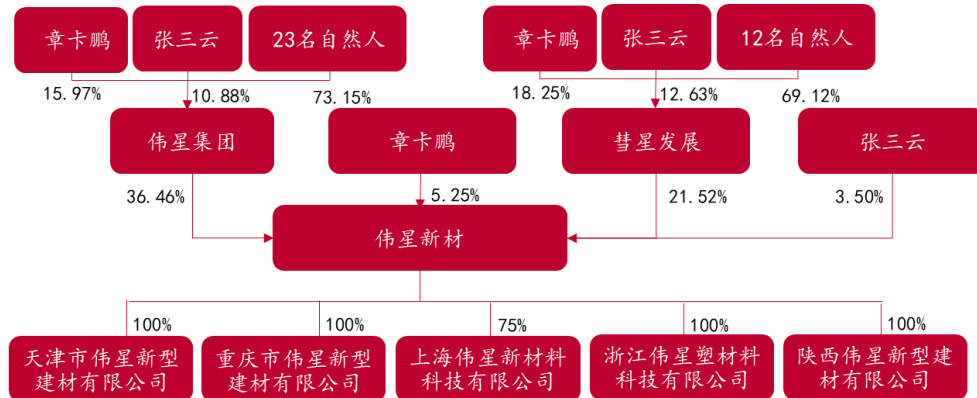 章卡鹏
张三云
23名自然人
章卡鹏
张三云
12名自然人
15.97%
10.88%
73.15%
18.25%
12.63%
69.12%
伟星集团
章卡鹏
彗星发展
张三云
36.46%
5.25%
21.52%
3.50%
伟星新材
100%
100%
75%
100%
100%
天津市伟星新型
建材有限公司
重庆市伟星新型
建材有限公司
上海伟星新材料
科技有限公司
浙江伟星塑材料
科技有限公司
陕西伟星新型建
材有限公司